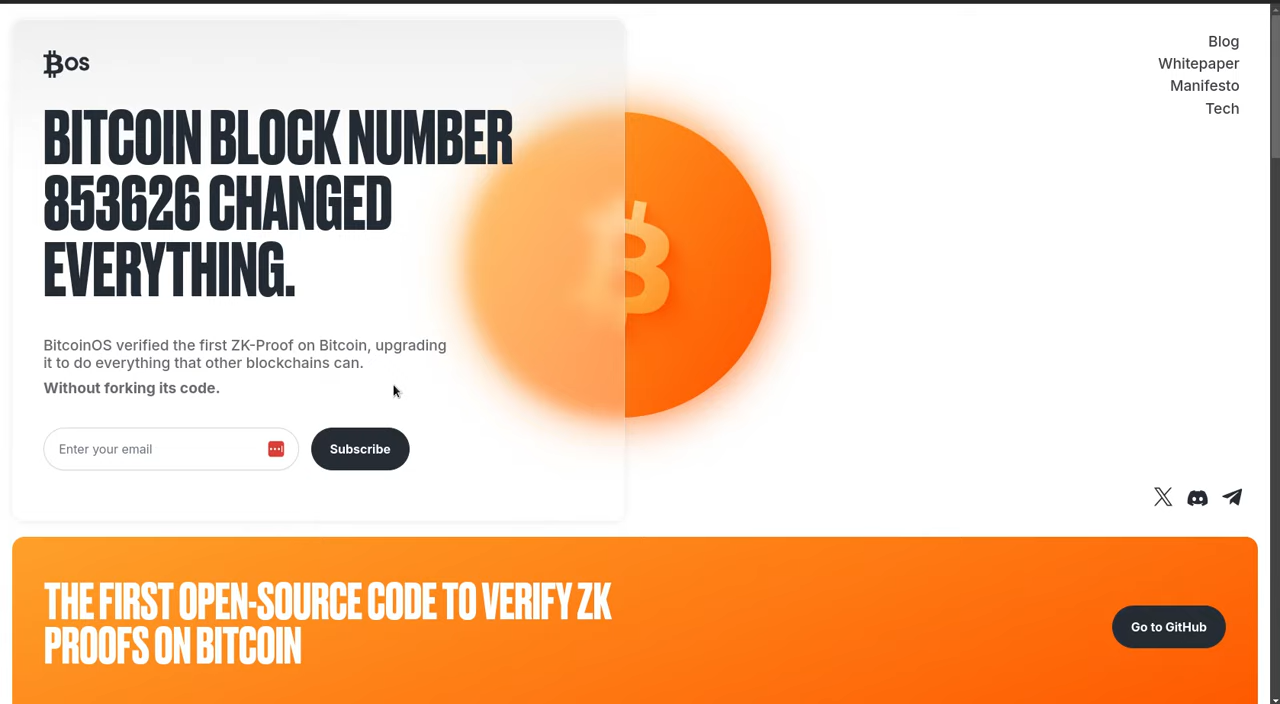 ₿OS
BITCOIN BLOCK NUMBER
853626 CHANGED
EVERYTHING.
BitcoinOS verified the first ZK-Proof on Bitcoin, upgrading
it to do everything that other blockchains can.
Without forking its code.
Enter your email
Subscribe
Blog
Whitepaper
Manifesto
Tech
THE FIRST OPEN-SOURCE CODE TO VERIFY ZK
PROOFS ON BITCOIN
Go to GitHub